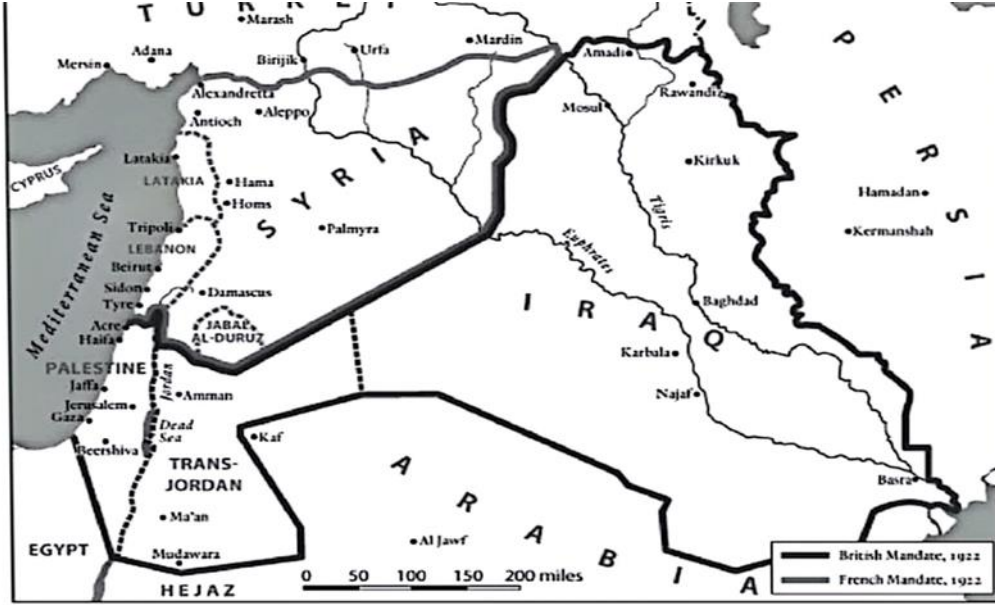 TURKEY
Marash
Adana
Mersin
Birijik
Urfa
Mardin
Amadi
Rawandiz
PERSIA
Alexandretta
Aleppo
Antioch
Mosul
CYPRUS
Latakia
LATAKIA
Hama
Homs
SYRIA
Kirkuk
Hamadan
Kermanshah
Mediterranean Sea
Tripoli
LEBANON
Palmyra
Tigris
Euphrates
Beirut
Sidon
Damascus
Tyre
IRAQ
Baghdad
Acre
Haifa
JABAL
AL-DURUZ
Karbala
PALESTINE
Jaffa
Jordan
Amman
Najaf
Jerusalem
Gaza
Dead
Sea
Kaf
Beershiva
TRANS-
JORDAN
ARABIA
Basra
Ma'an
Al Jawf
EGYPT
Mudawara
HEJAZ
0 50 100 200 miles
British Mandate, 1922
French Mandate, 1922